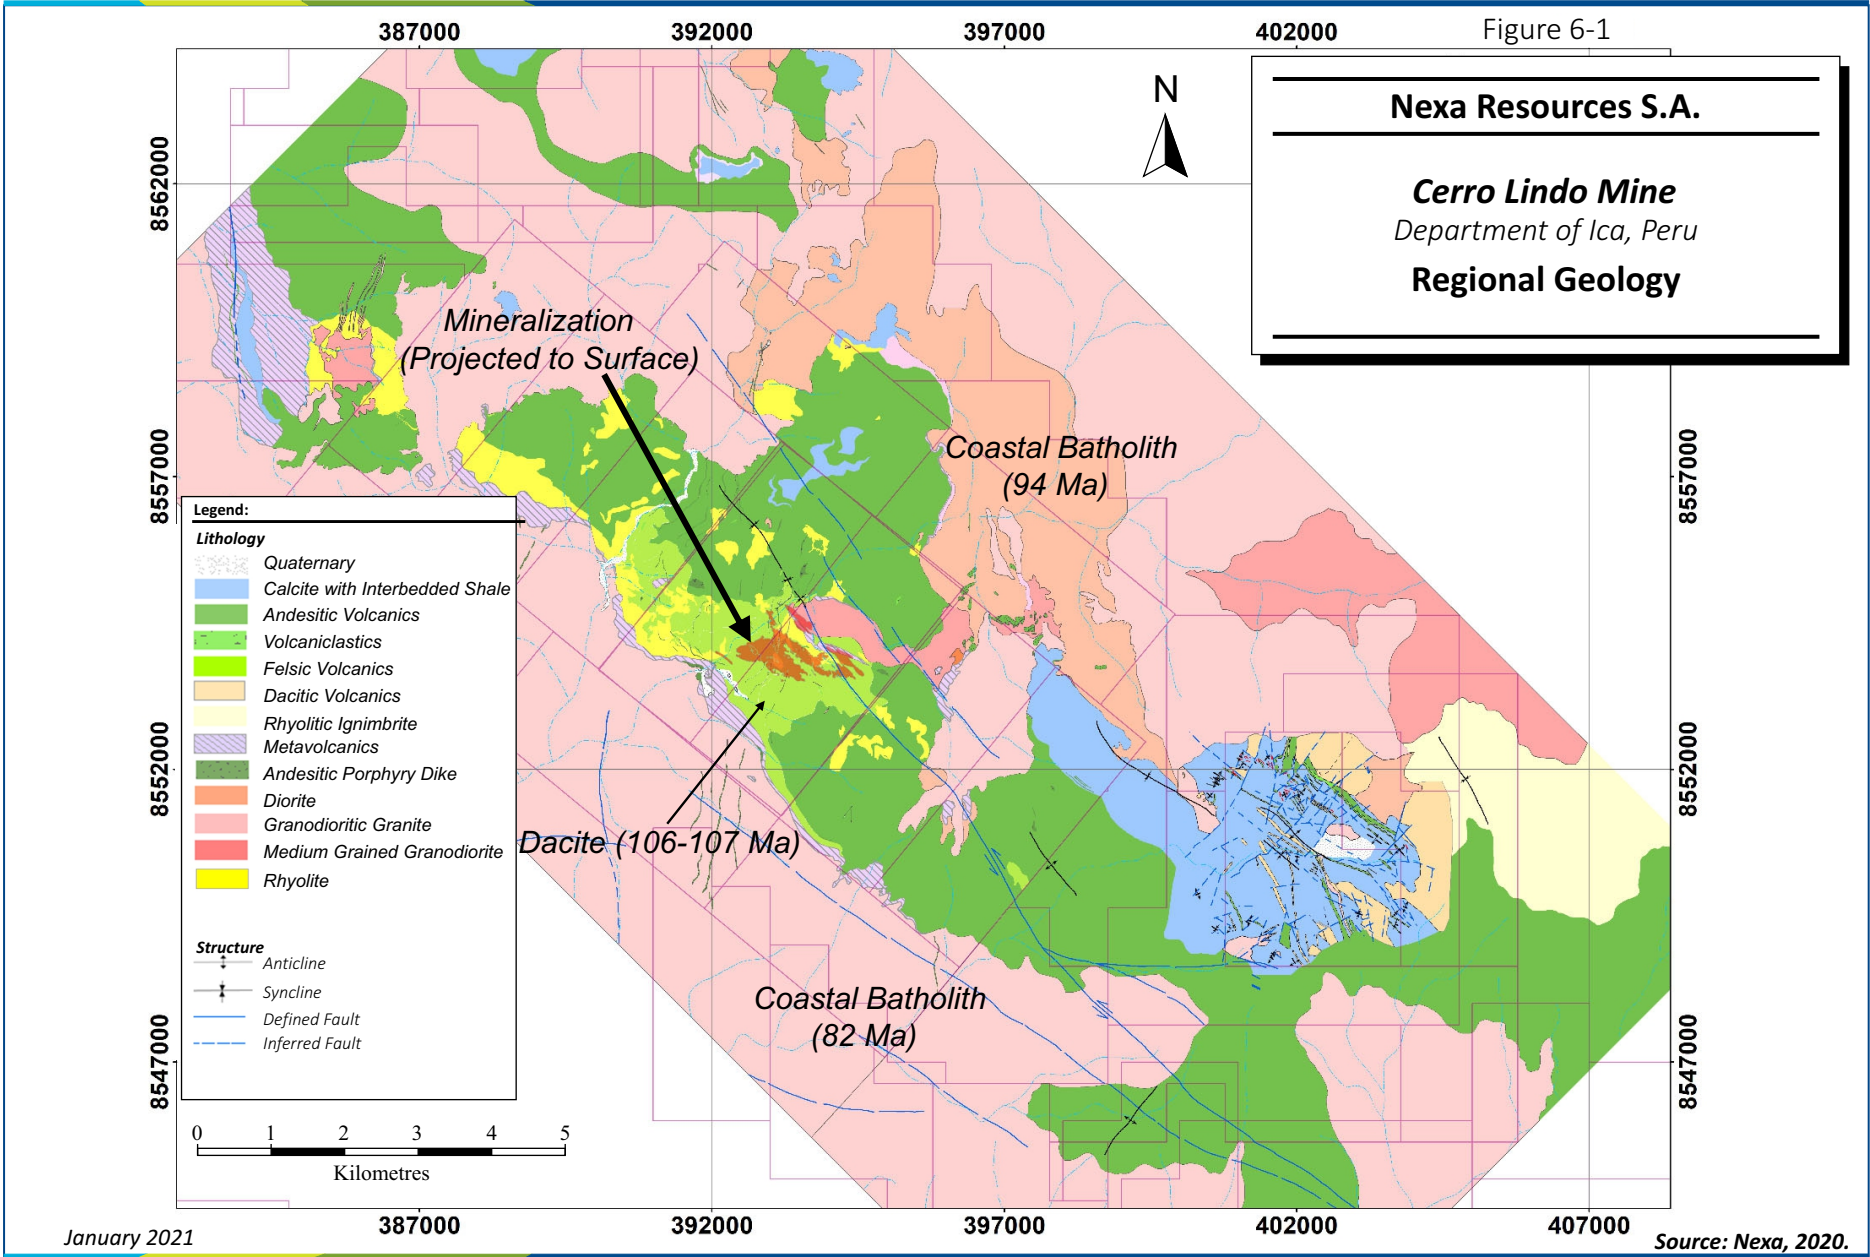 Figure 6-1
387000
392000
397000
402000
Nexa Resources S.A.
Cerro Lindo Mine
Department of Ica, Peru
Regional Geology
N
8562000
8557000
8552000
8547000
8557000
8552000
8547000
Mineralization
(Projected to Surface)
Coastal Batholith
(94 Ma)
Dacite (106-107 Ma)
Coastal Batholith
(82 Ma)
Legend:
Lithology
Quaternary
Calcite with Interbedded Shale
Andesitic Volcanics
Volcaniclastics
Felsic Volcanics
Dacitic Volcanics
Rhyolitic Ignimbrite
Metavolcanics
Andesitic Porphyry Dike
Diorite
Granodioritic Granite
Medium Grained Granodiorite
Rhyolite
Structure
Anticline
Syncline
Defined Fault
Inferred Fault
0 1 2 3 4 5
Kilometres
387000
392000
397000
402000
407000
January 2021
Source: Nexa, 2020.